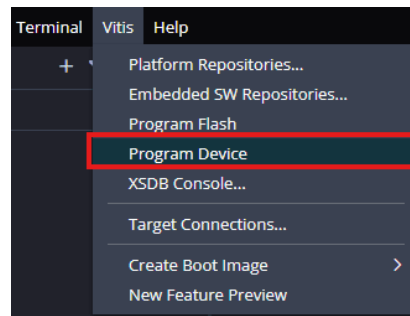 Terminal Vitis Help
Platform Repositories...
Embedded SW Repositories...
Program Flash
Program Device
XSDB Console...
Target Connections...
Create Boot Image
New Feature Preview